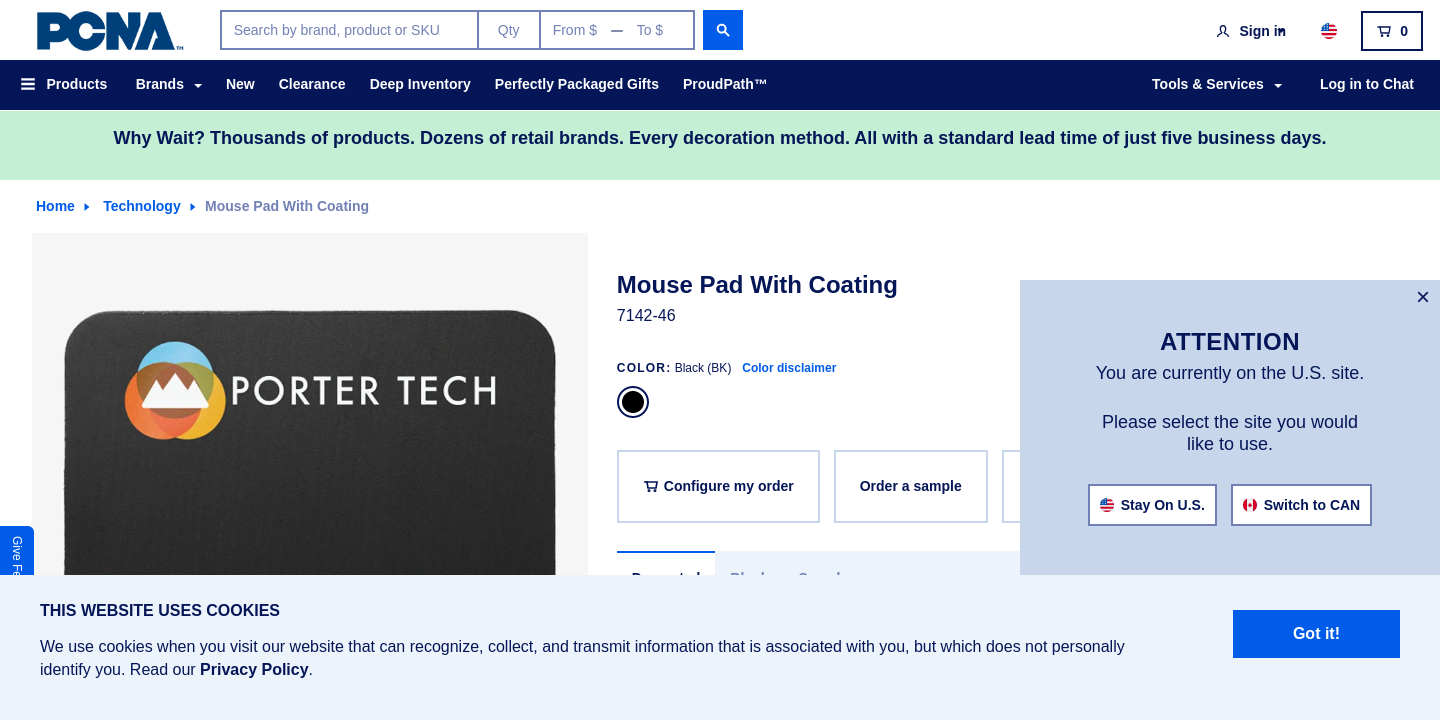 PCNA™
Search by brand, product or SKU Qty From $ To $
Sign in
0
Products Brands New Clearance Deep Inventory Perfectly Packaged Gifts ProudPath™ Tools & Services Log in to Chat
Why Wait? Thousands of products. Dozens of retail brands. Every decoration method. All with a standard lead time of just five business days.
Home Technology Mouse Pad With Coating
PORTER TECH
Mouse Pad With Coating
7142-46
COLOR: Black (BK) Color disclaimer
Configure my order Order a sample
ATTENTION
You are currently on the U.S. site.
Please select the site you would
like to use.
Stay On U.S. Switch to CAN
Give
THIS WEBSITE USES COOKIES
We use cookies when you visit our website that can recognize, collect, and transmit information that is associated with you, but which does not personally
identify you. Read our Privacy Policy.
Got it!